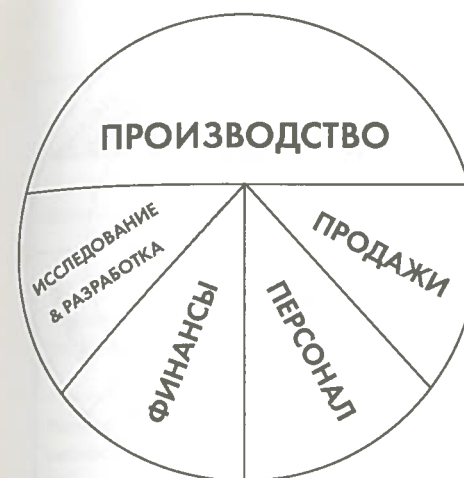 ПРОИЗВОДСТВО
ИССЛЕДОВАНИЕ
& РАЗРАБОТКА
ФИНАНСЫ
ПЕРСОНАЛ
ПРОДАЖИ